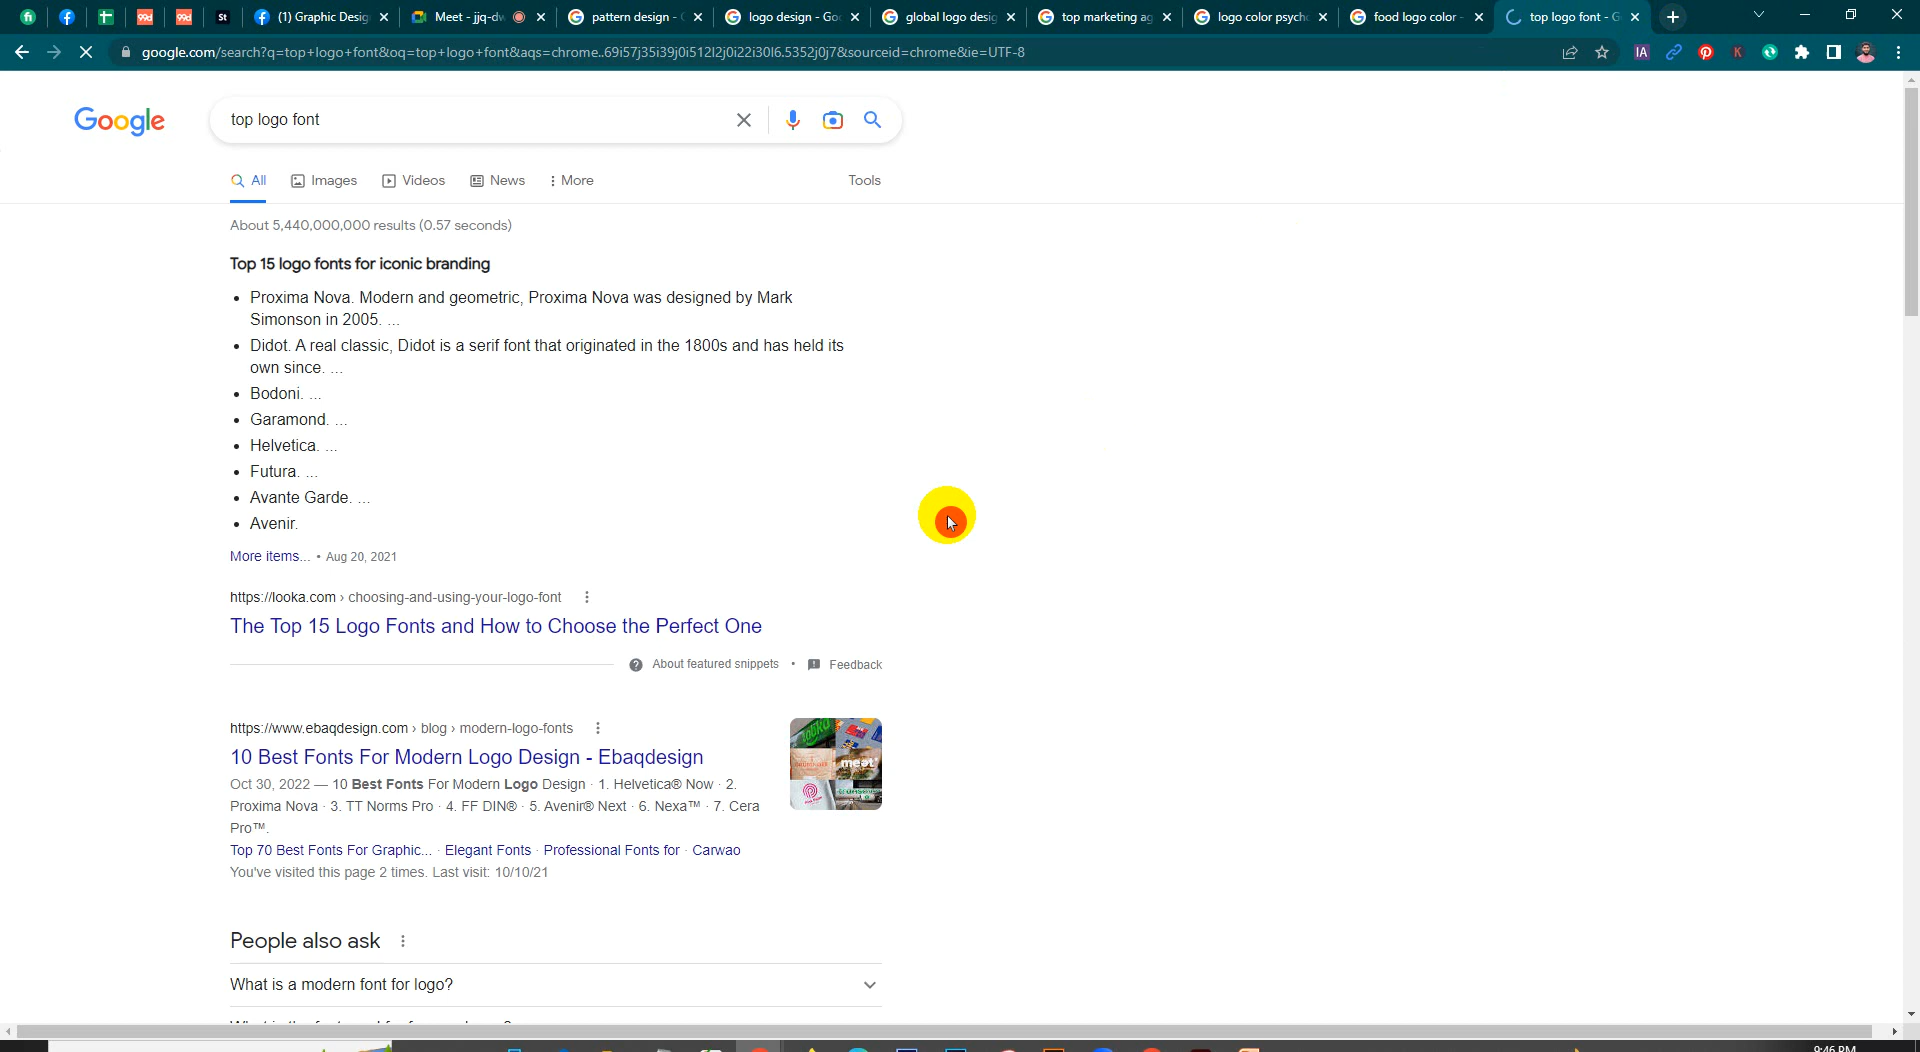 99d
99d
St
(1) Graphic Desig
Meet - jjq-dw
pattern design -
logo design - Goo
global logo desig
top marketing ag
logo color psych
food logo color -
top logo font - G
google.com/search?q=top+logo+font&oq=top+logo+font&aqs=chrome..69i57j35i39j0i512l2j0i22i30l6.5352j0j7&sourceid=chrome&ie=UTF-8
IA
K
Google
top logo font
All
Images
Videos
News
More
Tools
About 5,440,000,000 results (0.57 seconds)
Top 15 logo fonts for iconic branding
• Proxima Nova. Modern and geometric, Proxima Nova was designed by Mark
Simonson in 2005. ...
• Didot. A real classic, Didot is a serif font that originated in the 1800s and has held its
own since. ...
• Bodoni. ...
• Garamond. ...
• Helvetica. ...
• Futura. ...
• Avante Garde. ...
• Avenir.
More items... • Aug 20, 2021
https://looka.com › choosing-and-using-your-logo-font
The Top 15 Logo Fonts and How to Choose the Perfect One
About featured snippets • Feedback
https://www.ebaqdesign.com › blog › modern-logo-fonts
10 Best Fonts For Modern Logo Design - Ebaqdesign
Oct 30, 2022 — 10 Best Fonts For Modern Logo Design · 1. Helvetica® Now · 2.
Proxima Nova · 3. TT Norms Pro · 4. FF DIN® · 5. Avenir® Next · 6. Nexa™ · 7. Cera
Pro™.
meat
Top 70 Best Fonts For Graphic... · Elegant Fonts · Professional Fonts for · Carwao
You've visited this page 2 times. Last visit: 10/10/21
People also ask
What is a modern font for logo?
9:46 PM